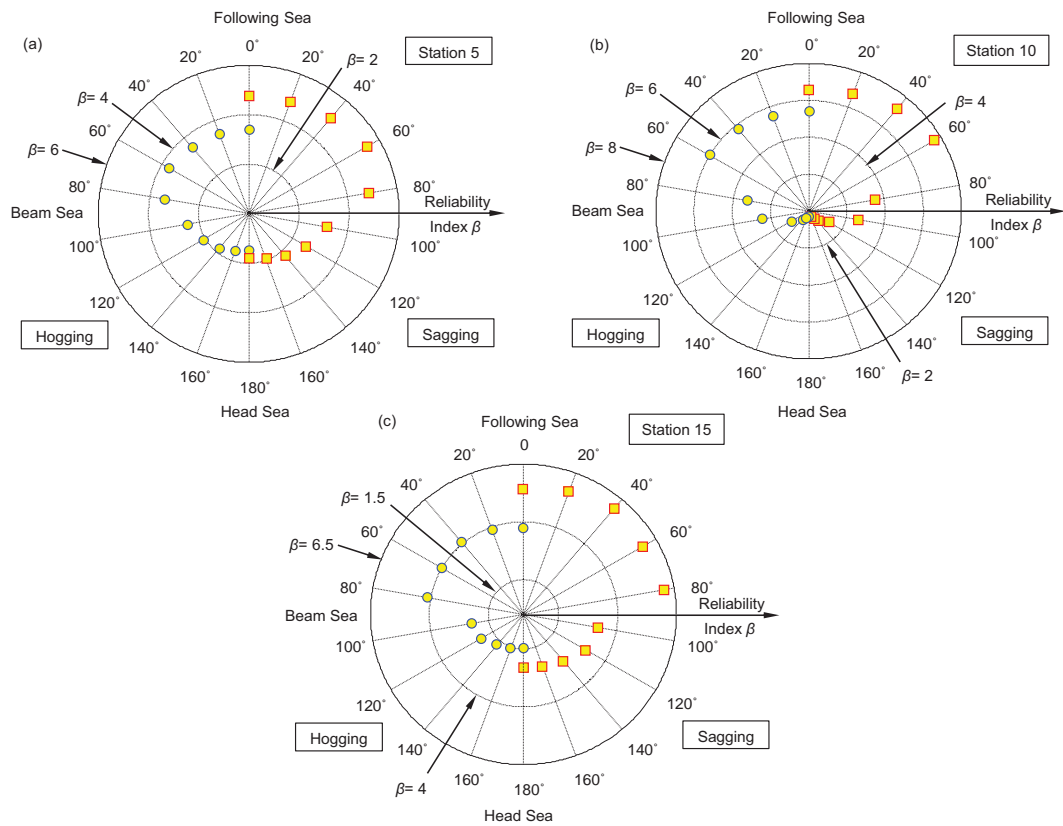 Following Sea
(a)
Station 5
0°
20°
20°
β= 2
40°
40°
β= 4
60°
60°
β= 6
80°
80°
Reliability
Beam Sea
Index β
100°
100°
120°
120°
Hogging
Sagging
140°
140°
160°
160°
180°
Head Sea
Following Sea
(b)
Station 10
0°
20°
20°
β= 6
40°
40°
β= 4
60°
60°
β= 8
80°
80°
Reliability
Beam Sea
Index β
100°
100°
120°
120°
Hogging
Sagging
140°
140°
β= 2
160°
160°
180°
Head Sea
(c)
Following Sea
Station 15
0
20°
20°
β= 1.5
40°
40°
60°
60°
β= 6.5
80°
80°
Reliability
Beam Sea
Index β
100°
100°
120°
120°
Hogging
Sagging
140°
140°
β= 4
160°
160°
180°
Head Sea